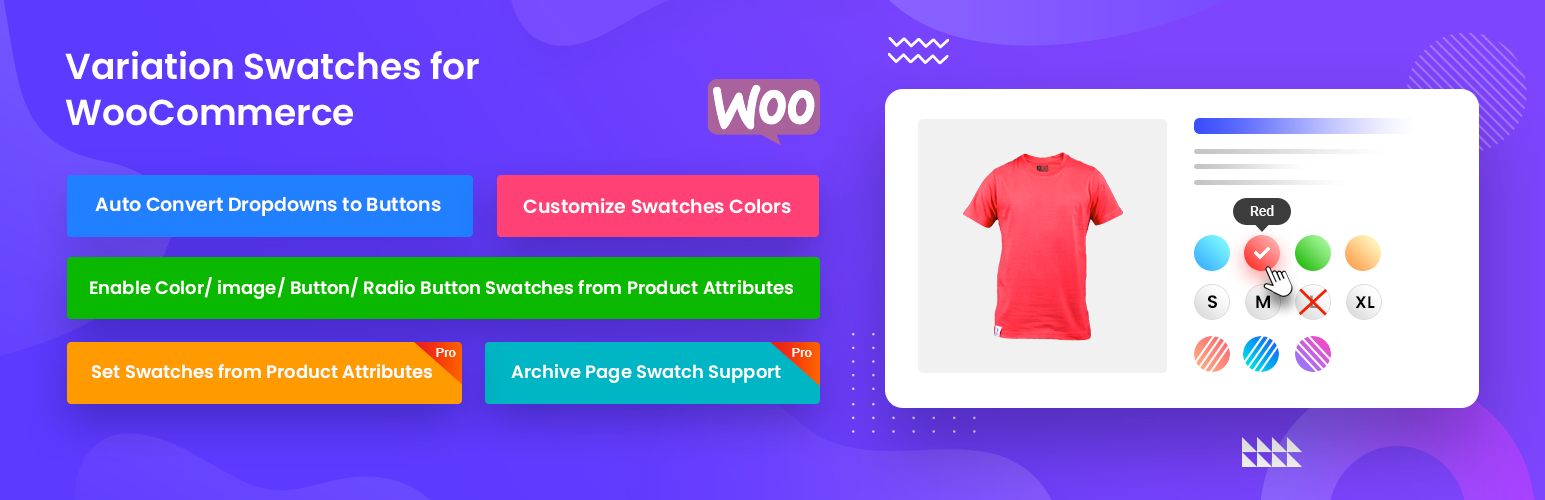 Variation Swatches for
WooCommerce
WOO
Auto Convert Dropdowns to Buttons
Customize Swatches Colors
Enable Color/ image/ Button/ Radio Button Swatches from Product Attributes
Set Swatches from Product Attributes
Pro
Archive Page Swatch Support
Pro
Red
S
M
L
XL